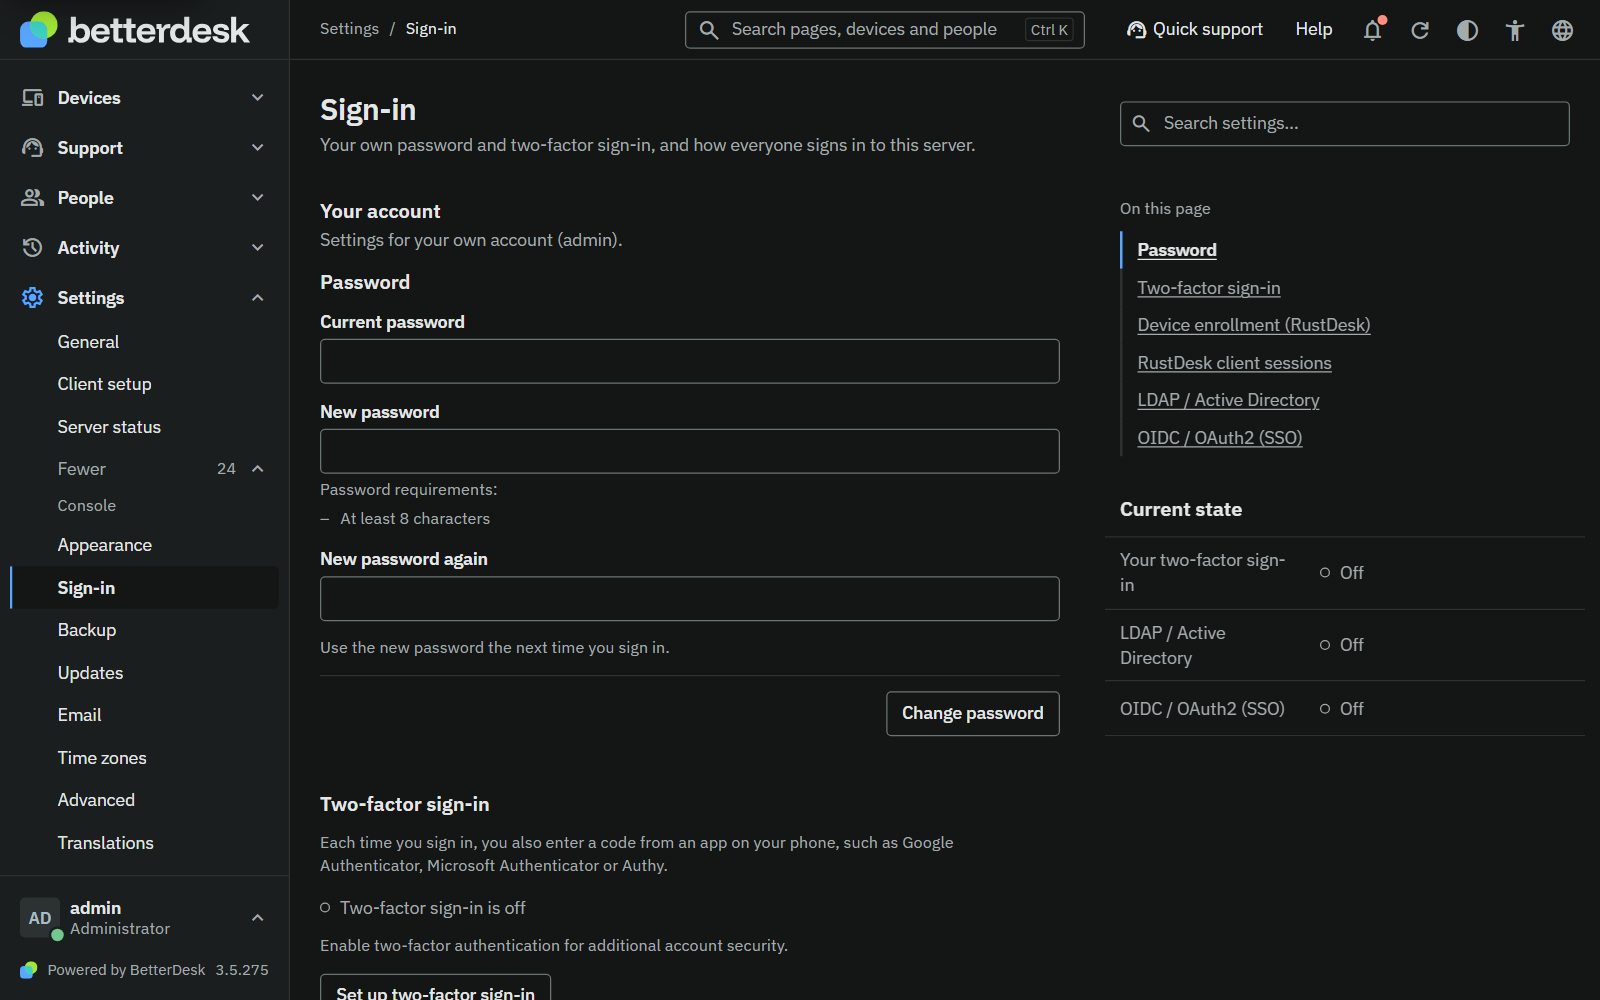 betterdesk
Settings / Sign-in
Search pages, devices and people Ctrl K
Quick support
Help
Devices
Support
People
Activity
Settings
General
Client setup
Server status
Fewer 24
Console
Appearance
Sign-in
Backup
Updates
Email
Time zones
Advanced
Translations
AD
admin
Administrator
Powered by BetterDesk 3.5.275
Sign-in
Your own password and two-factor sign-in, and how everyone signs in to this server.
Your account
Settings for your own account (admin).
Password
Current password
New password
Password requirements:
– At least 8 characters
New password again
Use the new password the next time you sign in.
Change password
Two-factor sign-in
Each time you sign in, you also enter a code from an app on your phone, such as Google
Authenticator, Microsoft Authenticator or Authy.
Two-factor sign-in is off
Enable two-factor authentication for additional account security.
Set up two-factor sign-in
Search settings...
On this page
Password
Two-factor sign-in
Device enrollment (RustDesk)
RustDesk client sessions
LDAP / Active Directory
OIDC / OAuth2 (SSO)
Current state
Your two-factor sign-
in
Off
LDAP / Active
Directory
Off
OIDC / OAuth2 (SSO)
Off